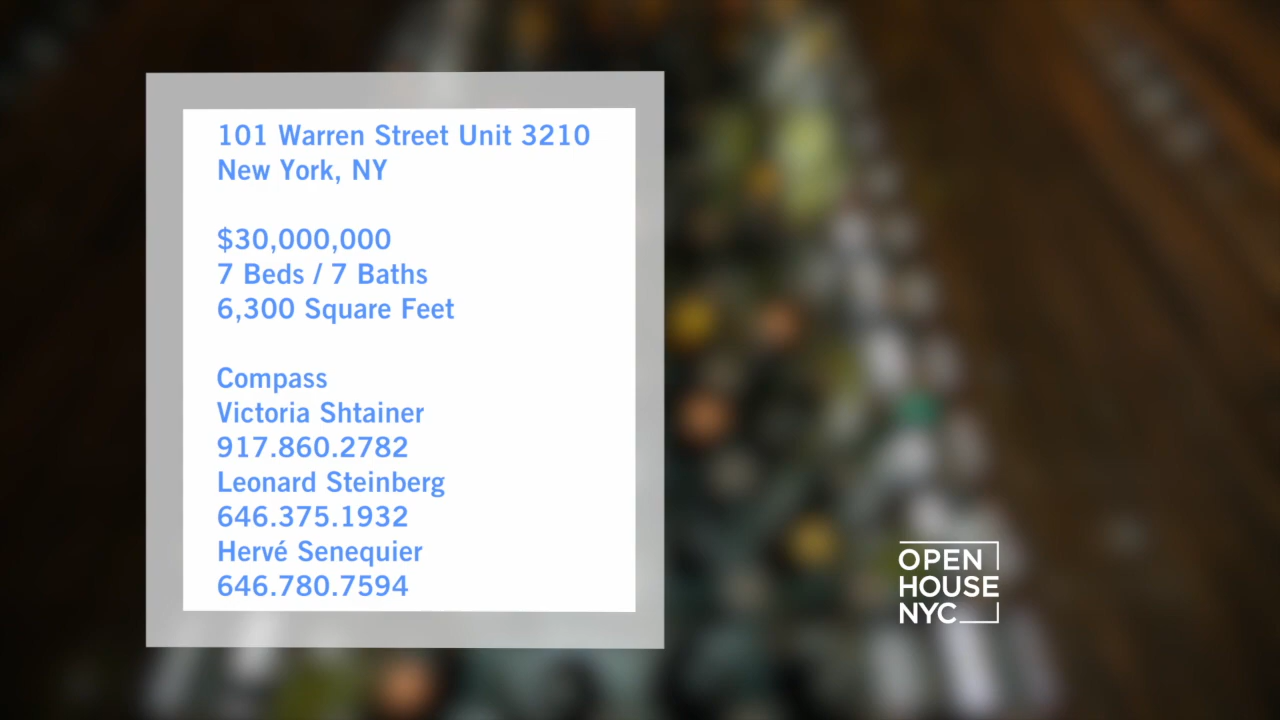 101 Warren Street Unit 3210
New York, NY
$30,000,000
7 Beds / 7 Baths
6,300 Square Feet
Compass
Victoria Shtainer
917.860.2782
Leonard Steinberg
646.375.1932
Hervé Senequier
646.780.7594
OPEN
HOUSE
NYC